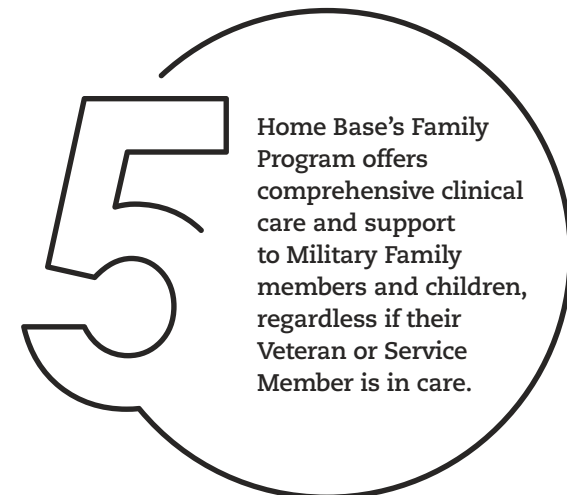 5
Home Base's Family
Program offers
comprehensive clinical
care and support
to Military Family
members and children,
regardless if their
Veteran or Service
Member is in care.